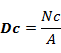 Dc = Nc / A